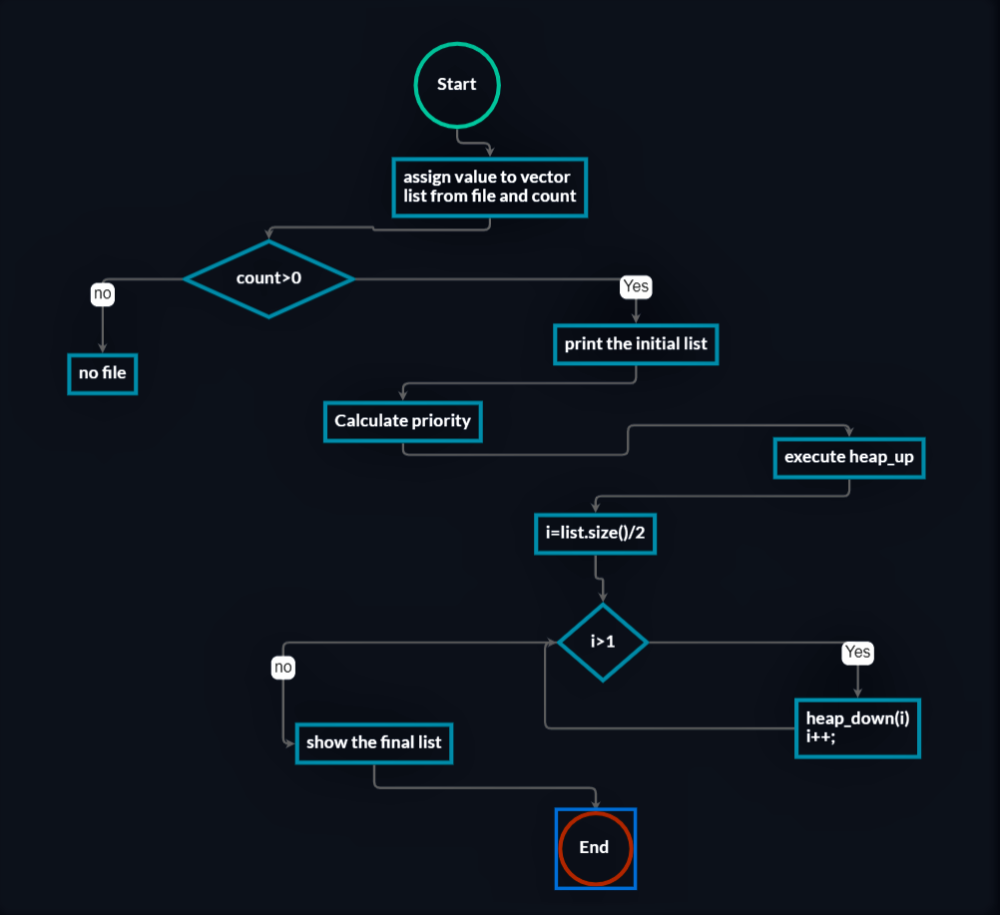 Start
assign value to vector
list from file and count
count>0
no
Yes
print the initial list
no file
Calculate priority
execute heap_up
i=list.size()/2
i>1
no
Yes
heap_down(i)
i++;
show the final list
End